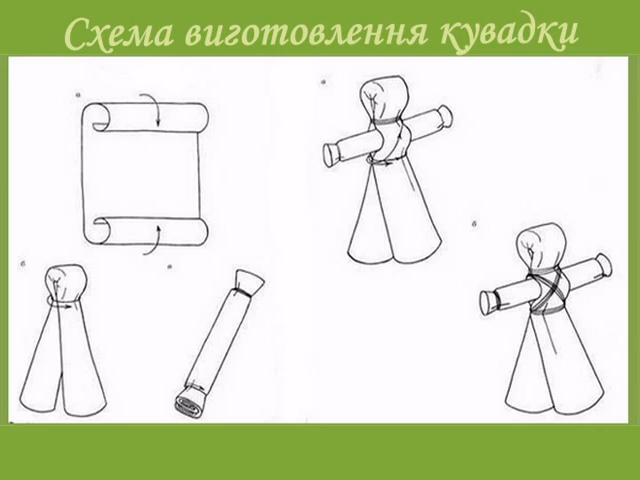 Схема виготовлення кувадки
а
а
б
б
в